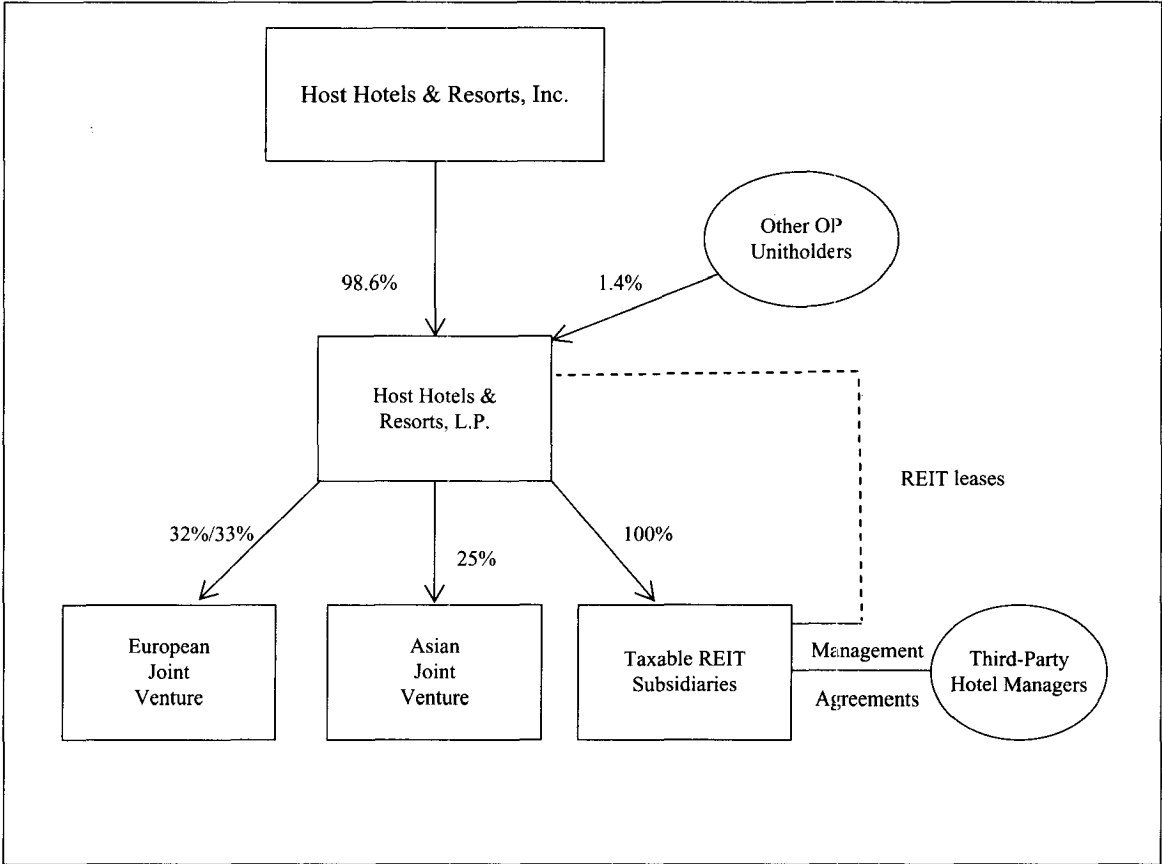 Host Hotels & Resorts, Inc.
Other OP
Unitholders
98.6%
1.4%
Host Hotels &
Resorts, L.P.
REIT leases
32%/33%
25%
100%
European
Joint
Venture
Asian
Joint
Venture
Taxable REIT
Subsidiaries
Management
Agreements
Third-Party
Hotel Managers